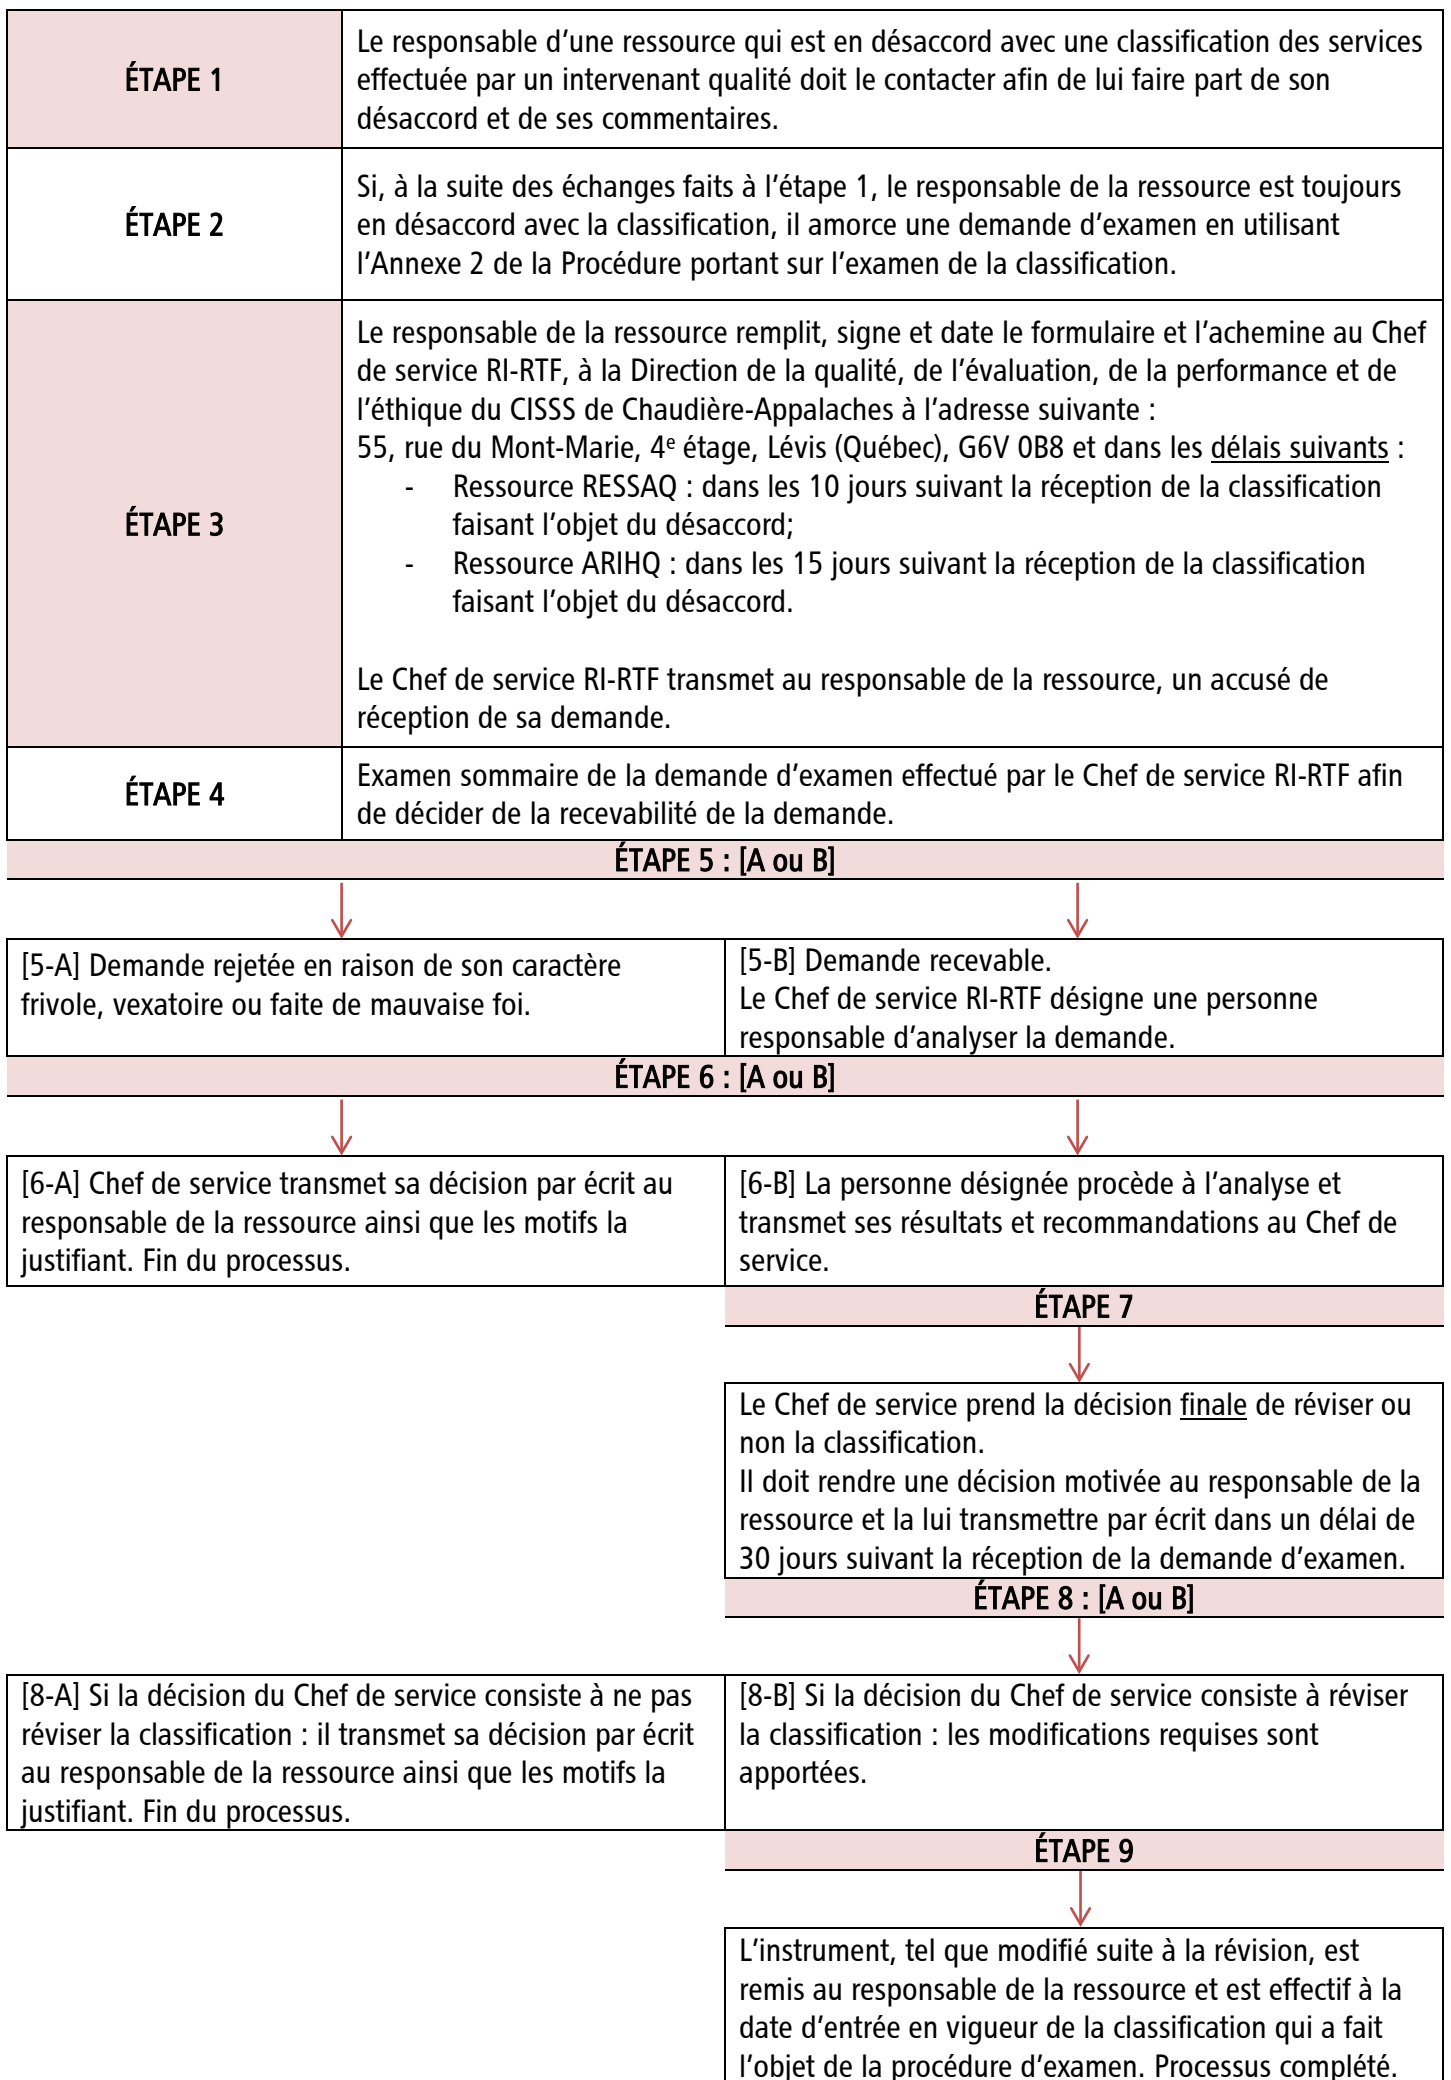 ÉTAPE 1
Le responsable d’une ressource qui est en désaccord avec une classification des services
effectuée par un intervenant qualité doit le contacter afin de lui faire part de son
désaccord et de ses commentaires.
ÉTAPE 2
Si, à la suite des échanges faits à l’étape 1, le responsable de la ressource est toujours
en désaccord avec la classification, il amorce une demande d’examen en utilisant
l’Annexe 2 de la Procédure portant sur l’examen de la classification.
ÉTAPE 3
Le responsable de la ressource remplit, signe et date le formulaire et l’achemine au Chef
de service RI-RTF, à la Direction de la qualité, de l’évaluation, de la performance et de
l’éthique du CISSS de Chaudière-Appalaches à l’adresse suivante :
55, rue du Mont-Marie, 4e étage, Lévis (Québec), G6V 0B8 et dans les délais suivants :
- Ressource RESSAQ : dans les 10 jours suivant la réception de la classification
faisant l’objet du désaccord;
- Ressource ARIHQ : dans les 15 jours suivant la réception de la classification
faisant l’objet du désaccord.
Le Chef de service RI-RTF transmet au responsable de la ressource, un accusé de
réception de sa demande.
ÉTAPE 4
Examen sommaire de la demande d’examen effectué par le Chef de service RI-RTF afin
de décider de la recevabilité de la demande.
ÉTAPE 5 : [A ou B]
[5-A] Demande rejetée en raison de son caractère
frivole, vexatoire ou faite de mauvaise foi.
[5-B] Demande recevable.
Le Chef de service RI-RTF désigne une personne
responsable d’analyser la demande.
ÉTAPE 6 : [A ou B]
[6-A] Chef de service transmet sa décision par écrit au
responsable de la ressource ainsi que les motifs la
justifiant. Fin du processus.
[6-B] La personne désignée procède à l’analyse et
transmet ses résultats et recommandations au Chef de
service.
ÉTAPE 7
Le Chef de service prend la décision finale de réviser ou
non la classification.
Il doit rendre une décision motivée au responsable de la
ressource et la lui transmettre par écrit dans un délai de
30 jours suivant la réception de la demande d’examen.
ÉTAPE 8 : [A ou B]
[8-A] Si la décision du Chef de service consiste à ne pas
réviser la classification : il transmet sa décision par écrit
au responsable de la ressource ainsi que les motifs la
justifiant. Fin du processus.
[8-B] Si la décision du Chef de service consiste à réviser
la classification : les modifications requises sont
apportées.
ÉTAPE 9
L’instrument, tel que modifié suite à la révision, est
remis au responsable de la ressource et est effectif à la
date d’entrée en vigueur de la classification qui a fait
l’objet de la procédure d’examen. Processus complété.